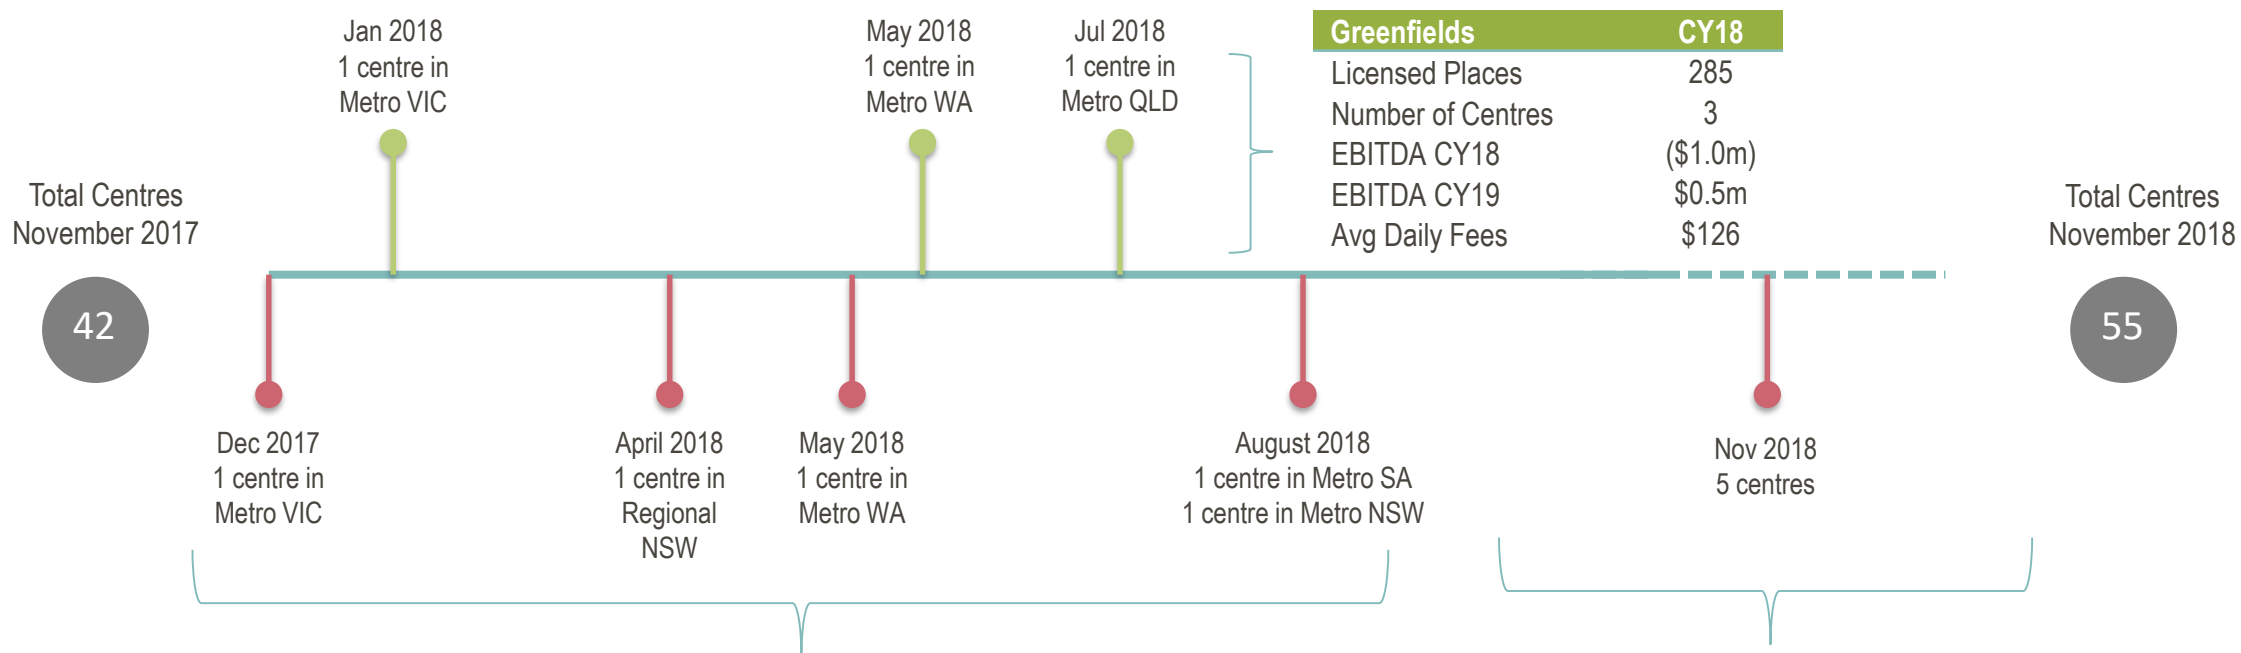 Jan 2018
1 centre in
Metro VIC
May 2018
1 centre in
Metro WA
Jul 2018
1 centre in
Metro QLD
Greenfields CY18
Licensed Places 285
Number of Centres 3
EBITDA CY18 ($1.0m)
EBITDA CY19 $0.5m
Avg Daily Fees $126
Total Centres
November 2017
42
Total Centres
November 2018
55
Dec 2017
1 centre in
Metro VIC
April 2018
1 centre in
Regional
NSW
May 2018
1 centre in
Metro WA
August 2018
1 centre in Metro SA
1 centre in Metro NSW
Nov 2018
5 centres